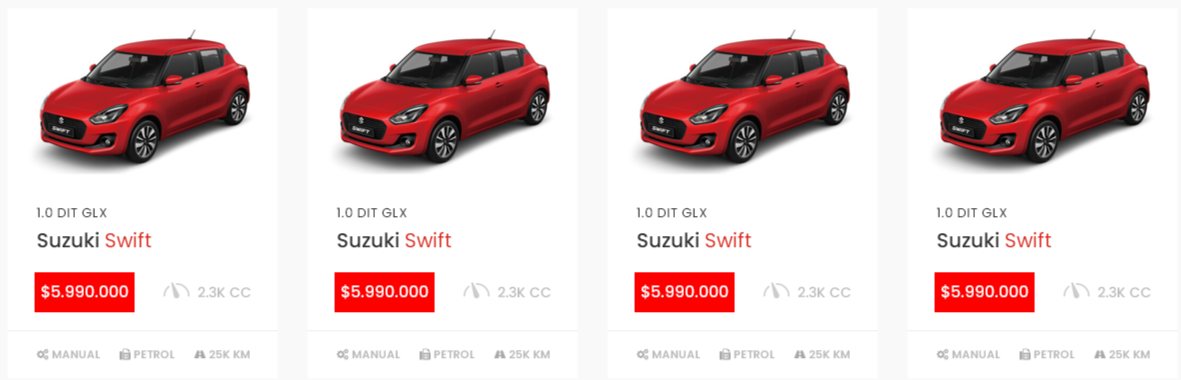 SWIFT SWIFT SWIFT SWIFT
1.0 DIT GLX 1.0 DIT GLX 1.0 DIT GLX 1.0 DIT GLX
Suzuki Swift Suzuki Swift Suzuki Swift Suzuki Swift
$5.990.000 2.3K CC $5.990.000 2.3K CC $5.990.000 2.3K CC $5.990.000 2.3K CC
MANUAL PETROL 25K KM MANUAL PETROL 25K KM MANUAL PETROL 25K KM MANUAL PETROL 25K KM